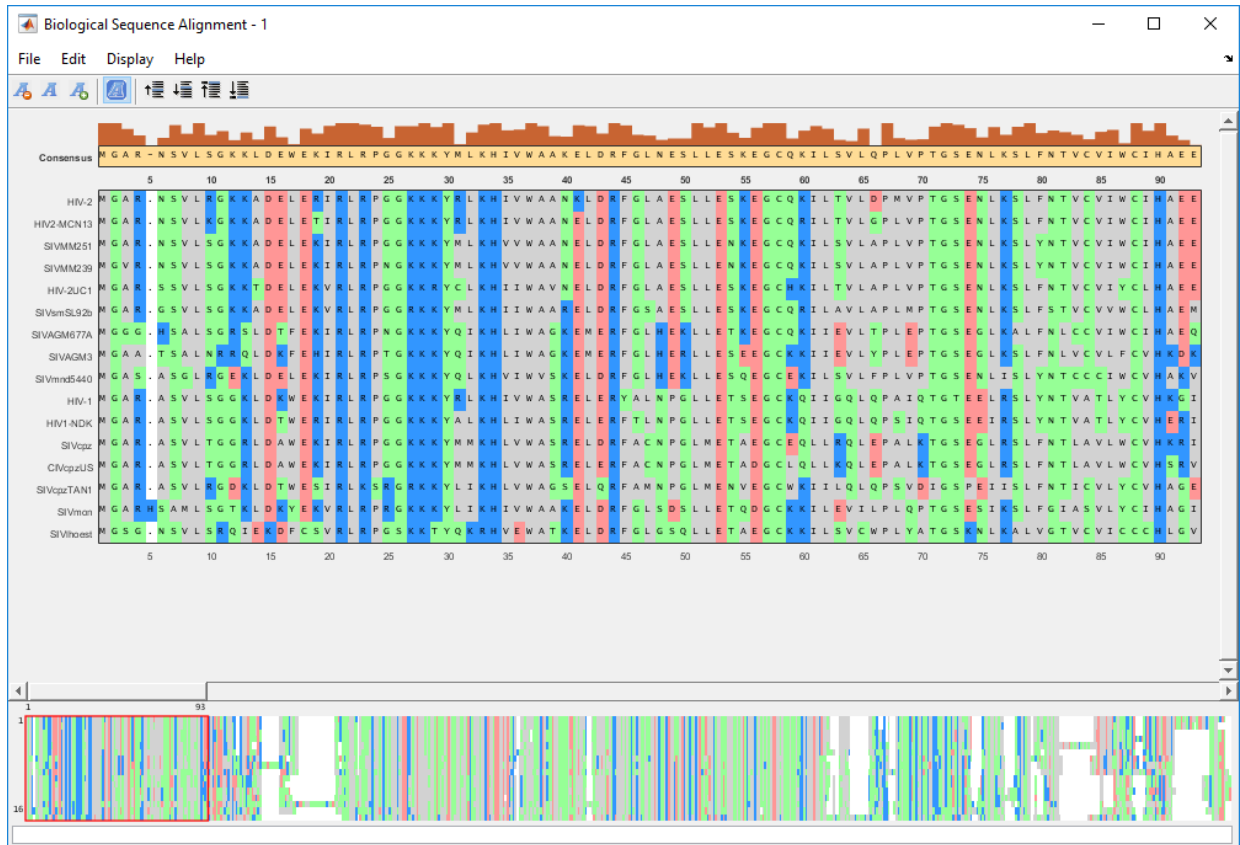 Biological Sequence Alignment - 1
File Edit Display Help
Consensus M G A R - N S V L S G K K L D E W E K I R L R P G G K K K Y M L K H I V W A A K E L D R F G L N E S L L E S K E G C Q K I L S V L Q P L V P T G S E N L K S L F N T V C V I W C I H A E E
5 10 15 20 25 30 35 40 45 50 55 60 65 70 75 80 85 90
HIV-2 M G A R . N S V L R G K K A D E L E R I R L R P G G K K K Y R L K H I V W A A N K L D R F G L A E S L L E S K E G C Q K I L T V L D P M V P T G S E N L K S L F N T V C V I W C I H A E E
HIV2-MCN13 M G A R . N S V L K G K K A D E L E T I R L R P G G K K K Y R L K H I V W A A N E L D R F G L A E S L L E S K E G C Q R I L T V L G P L V P T G S E N L K S L F N T V C V I W C I H A E E
SIVMM251 M G A R . N S V L S G K K A D E L E K I R L R P G G K K K Y M L K H V V W A A N E L D R F G L A E S L L E N K E G C Q K I L S V L A P L V P T G S E N L K S L Y N T V C V I W C I H A E E
SIVMM239 M G V R . N S V L S G K K A D E L E K I R L R P N G K K K Y M L K H V V W A A N E L D R F G L A E S L L E N K E G C Q K I L S V L A P L V P T G S E N L K S L Y N T V C V I W C I H A E E
HIV-2UC1 M G A R . S S V L S G K K T D E L E K V R L R P G G K K R Y C L K H I I W A V N E L D R F G L A E S L L E S K E G C H K I L T V L A P L V P T G S E N L K S L F N T V C V I Y C L H A E E
SIVsmSL92b M G A R . G S V L S G K K A D E L E K V R L R P G G K K R Y S L K H I I W A A R E L D R F G S A E S L L E S K E G C Q R I L A V L A P L M P T G S E N L K S L F S T V C V V W C L H A E M
SIVAGM677A M G G G . H S A L S G R S L D T F E K I R L R P N G K K K Y Q I K H L I W A G K E M E R F G L H E K L L E T K E G C Q K I I E V L T P L E P T G S E G L K A L F N L C C V I W C I H A E Q
SIVAGM3 M G A A . T S A L N R R Q L D K F E H I R L R P T G K K K Y Q I K H L I W A G K E M E R F G L H E R L L E S E E G C K K I I E V L Y P L E P T G S E G L K S L F N L V C V L F C V H K D K
SIVmnd5440 M G A S . A S G L R G E K L D E L E K I R L R P S G K K K Y Q L K H V I W V S K E L D R F G L H E K L L E S Q E G C E K I L S V L F P L V P T G S E N L I S L Y N T C C C I W C V H A K V
HIV-1 M G A R . A S V L S G G K L D K W E K I R L R P G G K K K Y R L K H I V W A S R E L E R Y A L N P G L L E T S E G C K Q I I G Q L Q P A I Q T G T E E L R S L Y N T V A T L Y C V H K G I
HIV1-NDK M G A R . A S V L S G G K L D T W E R I R L R P G G K K K Y A L K H L I W A S R E L E R F T L N P G L L E T S E G C K Q I I G Q L Q P S I Q T G T E E I R S L Y N T V A T L Y C V H E R I
SIVcpz M G A R . A S V L T G G R L D A W E K I R L R P G G K K K Y M M K H L V W A S R E L D R F A C N P G L M E T A E G C E Q L L R Q L E P A L K T G S E G L R S L F N T L A V L W C V H K R I
CIVcpzUS M G A R . A S V L T G G R L D A W E K I R L R P G G K K K Y M M K H L V W A S R E L E R F A C N P G L M E T A D G C L Q L L K Q L E P A L K T G S E G L R S L F N T L A V L W C V H S R V
SIVcpzTAN1 M G A R . A S V L R G D K L D T W E S I R L K S R G R K K Y L I K H L V W A G S E L Q R F A M N P G L M E N V E G C W K I I L Q L Q P S V D I G S P E I I S L F N T I C V L Y C V H A G E
SIVmon M G A R H S A M L S G T K L D K Y E K V R L R P R G K K K Y L I K H L V W A A K E L D R F G L S D S L L E T Q D G C K K I L E V I L P L Q P T G S E S I K S L F G I A S V L Y C I H A G I
SIVlhoest M G S G . N S V L S R Q I E K D F C S V R L R P G S K K T Y Q K R H V E W A T K E L D R F G L G S Q L L E T A E G C K K I L S V C W P L Y A T G S K N L K A L V G T V C V I C C C H L G V
5 10 15 20 25 30 35 40 45 50 55 60 65 70 75 80 85 90
1 93
1
16